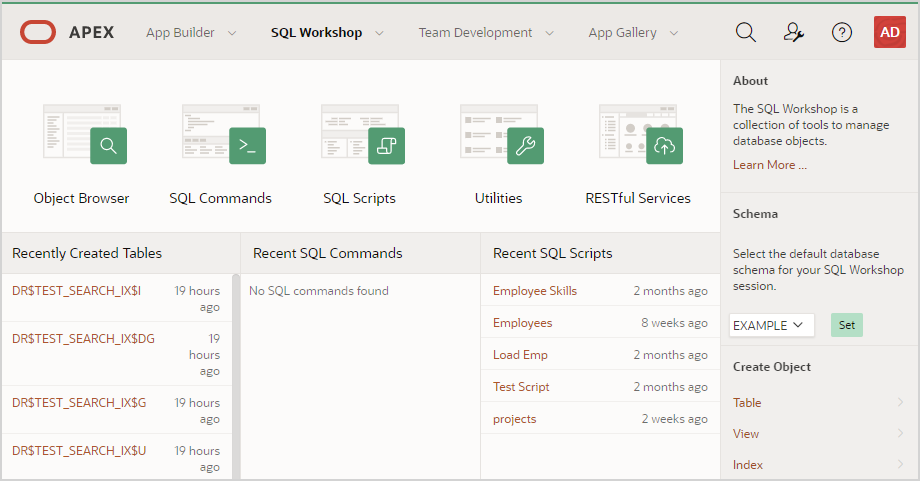 APEX App Builder SQL Workshop Team Development App Gallery AD
Object Browser SQL Commands SQL Scripts Utilities RESTful Services
Recently Created Tables
DR$TEST_SEARCH_IX$I 19 hours
ago
DR$TEST_SEARCH_IX$DG 19
hours
ago
DR$TEST_SEARCH_IX$G 19 hours
ago
DR$TEST_SEARCH_IX$U 19 hours
ago
Recent SQL Commands
No SQL commands found
Recent SQL Scripts
Employee Skills 2 months ago
Employees 8 weeks ago
Load Emp 2 months ago
Test Script 2 months ago
projects 2 weeks ago
About
The SQL Workshop is a
collection of tools to manage
database objects.
Learn More ...
Schema
Select the default database
schema for your SQL Workshop
session.
EXAMPLE Set
Create Object
Table
View
Index